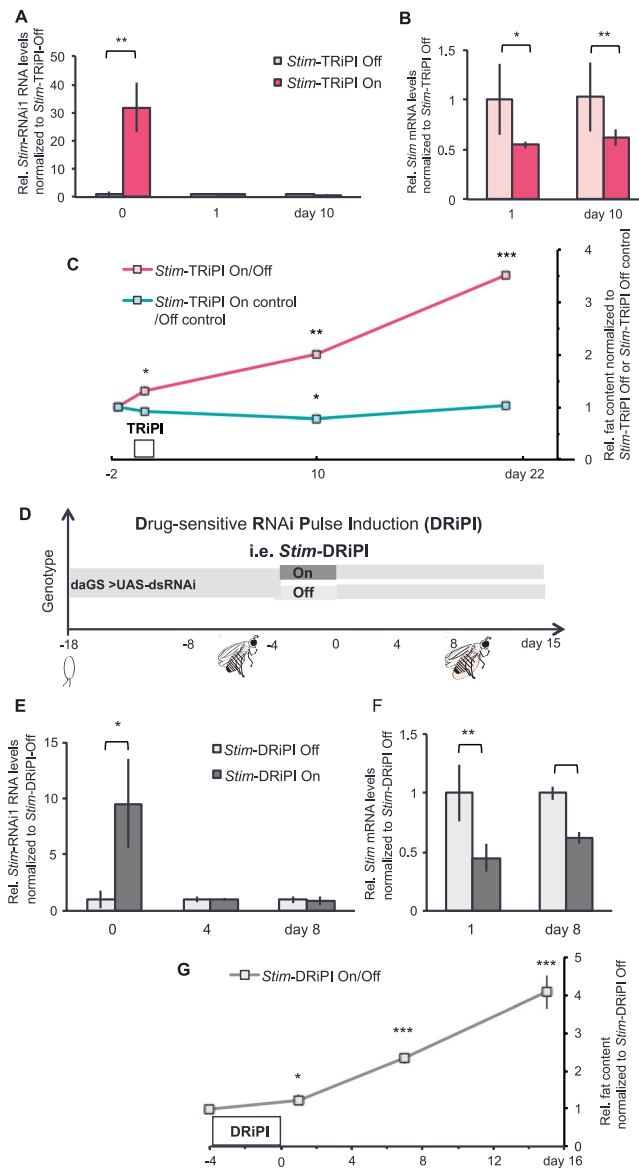 A
Rel. Stim-RNAi1 RNA levels
normalized to Stim-TRiPI-Off
60
50
40
30
20
10
0
**
0
1
day 10
Stim-TRiPI Off
Stim-TRiPI On
B
Rel. Stim mRNA levels
normalized to Stim-TRiPI Off
1.5
1
0.5
0
*
**
1
day 10
C
Stim-TRiPI On/Off
Stim-TRiPI On control
/Off control
*
**
*
***
TRiPI
-2
10
day 22
4
3
2
1
0
Rel. fat content normalized to
Stim-TRiPI Off or Stim-TRiPI Off control
D
Drug-sensitive RNAi Pulse Induction (DRiPI)
i.e. Stim-DRiPI
Genotype
daGS >UAS-dsRNAi
On
Off
-18
-8
-4
0
4
8
day 15
E
Rel. Stim-RNAi1 RNA levels
normalized to Stim-DRiPI-Off
15
10
5
0
*
0
4
day 8
Stim-DRiPI Off
Stim-DRiPI On
F
Rel. Stim mRNA levels
normalized to Stim-DRiPI Off
1.5
1
0.5
0
**
1
day 8
G
Stim-DRiPI On/Off
*
***
***
DRiPI
-4
0
4
8
12
day 16
5
4
3
2
1
0
Rel. fat content
normalized to Stim-DRiPI Off